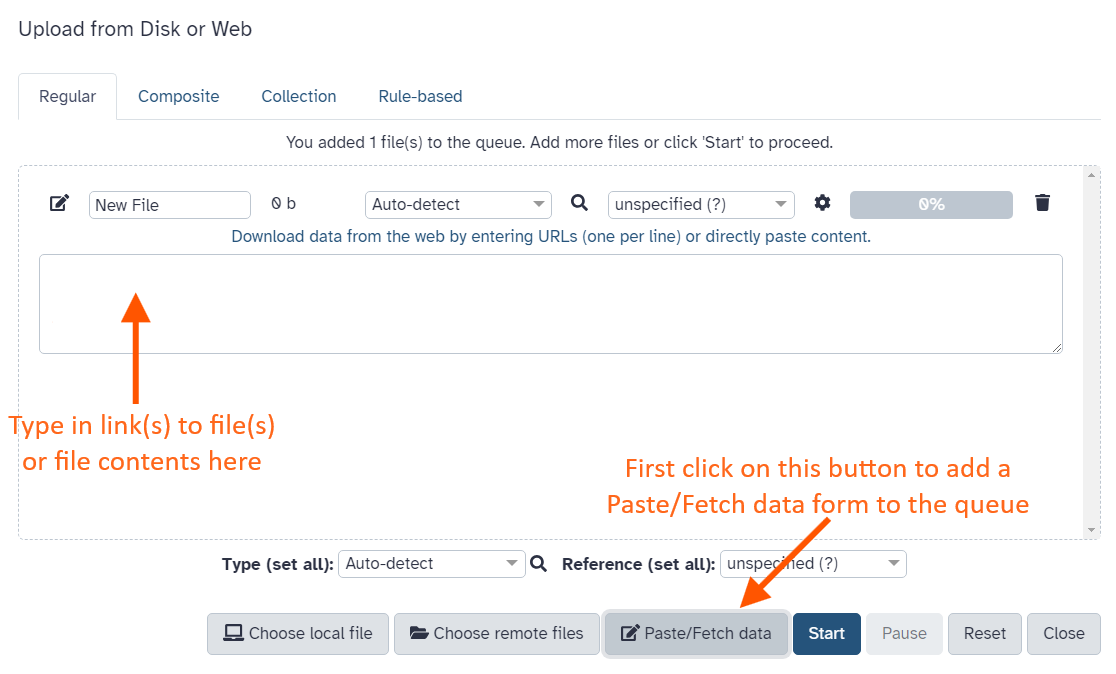 Upload from Disk or Web
Regular Composite Collection Rule-based
You added 1 file(s) to the queue. Add more files or click 'Start' to proceed.
New File 0 b Auto-detect unspecified (?) 0%
Download data from the web by entering URLs (one per line) or directly paste content.
Type in link(s) to file(s)
or file contents here
First click on this button to add a
Paste/Fetch data form to the queue
Type (set all): Auto-detect Reference (set all): unspecified (?)
Choose local file Choose remote files Paste/Fetch data Start Pause Reset Close